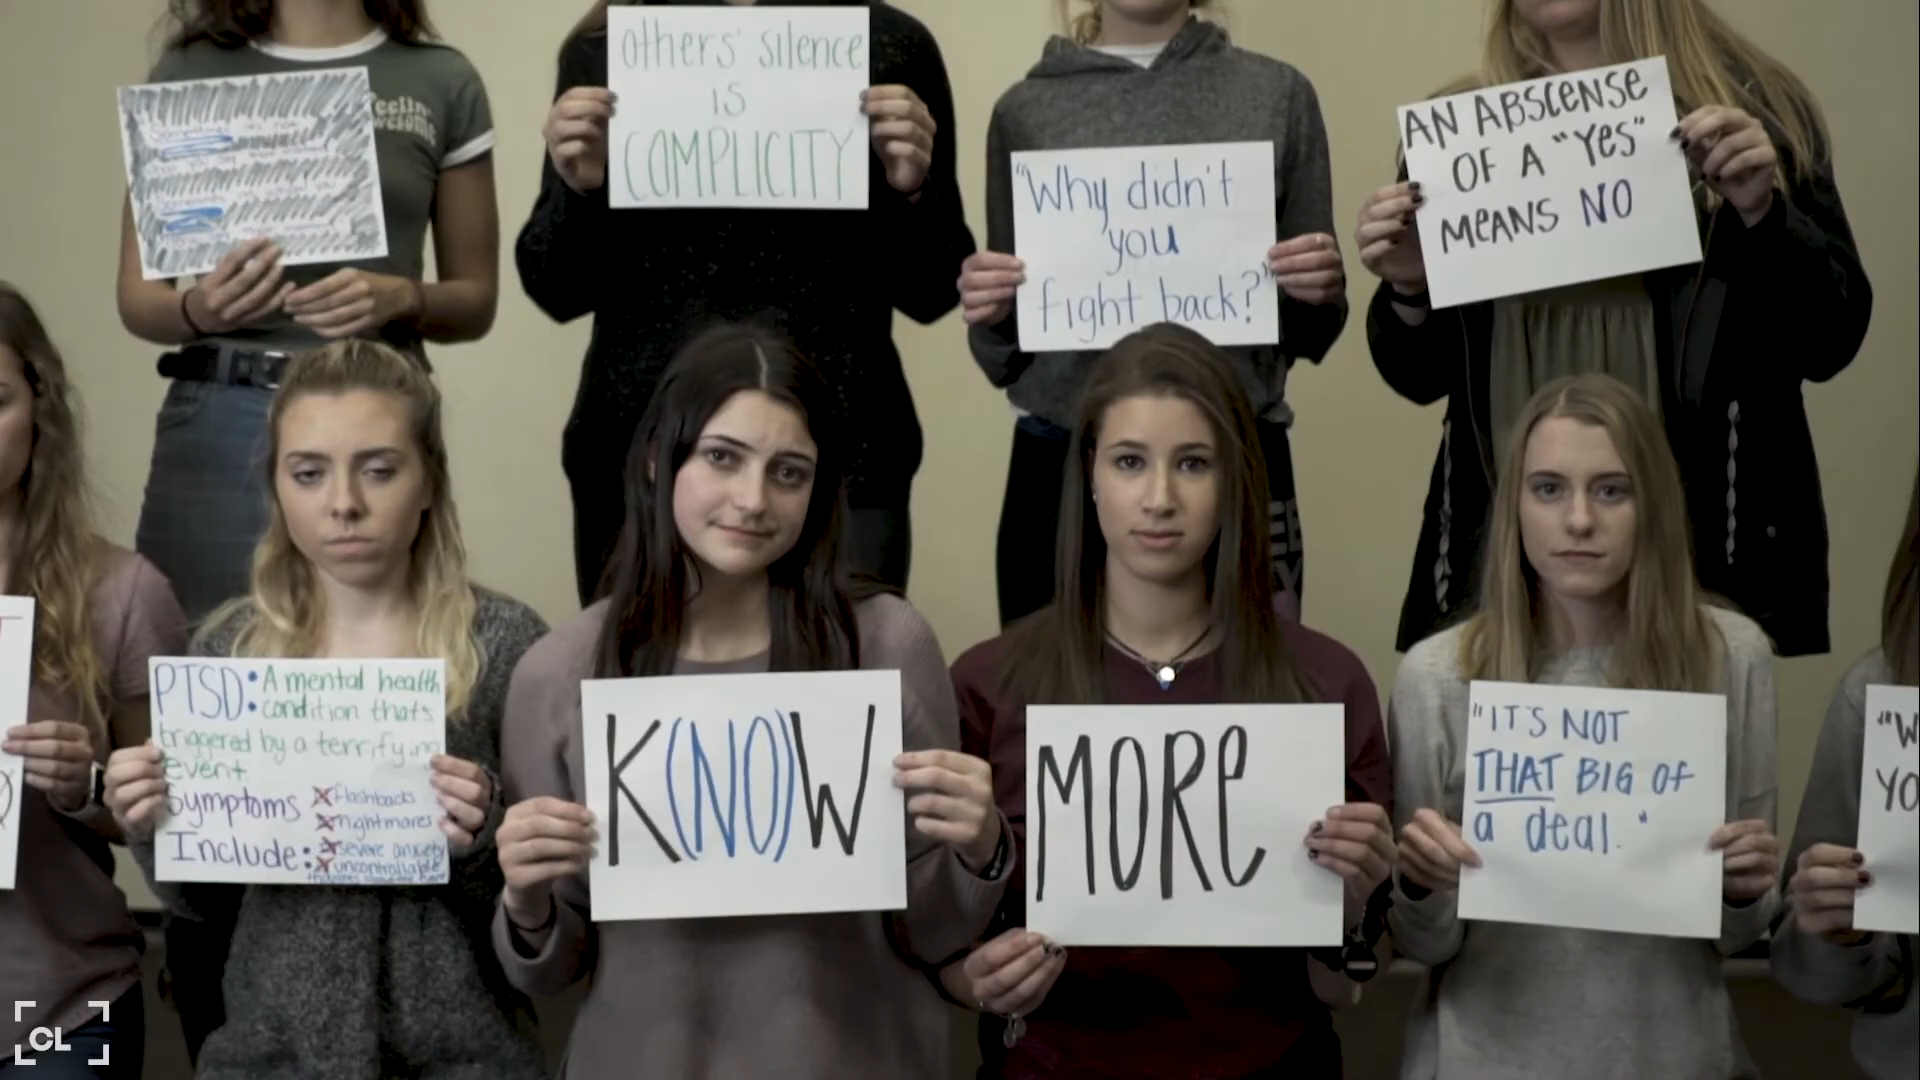 others' silence
IS
COMPLICITY
"Why didn't
you
fight back?"
AN ABSCENSE
OF A "YES"
MEANS NO
PTSD: A mental health
condition that's
triggered by a terrifying
event
Symptoms
Include:
flashbacks
nightmares
severe anxiety
uncontrollable
K(NO)W
MORE
"IT'S NOT
THAT BIG OF
a deal."
"W
YO
CL